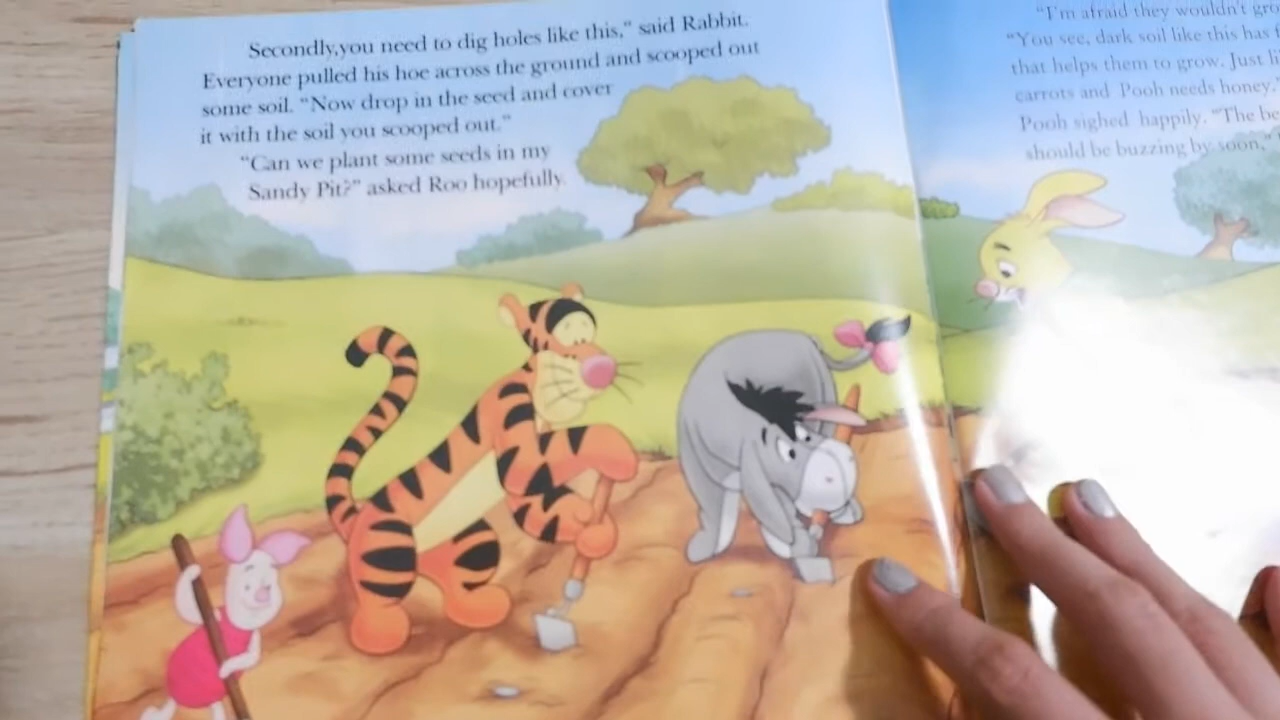 Secondly,you need to dig holes like this," said Rabbit.
Everyone pulled his hoe across the ground and scooped out
some soil. "Now drop in the seed and cover
it with the soil you scooped out."
"Can we plant some seeds in my
Sandy Pit?" asked Roo hopefully.
"I'm afraid they wouldn't
"You see, dark soil like this has
that helps them to grow. Just
carrots and Pooh needs honey."
Pooh sighed happily. "The
should be buzzing by soon,"